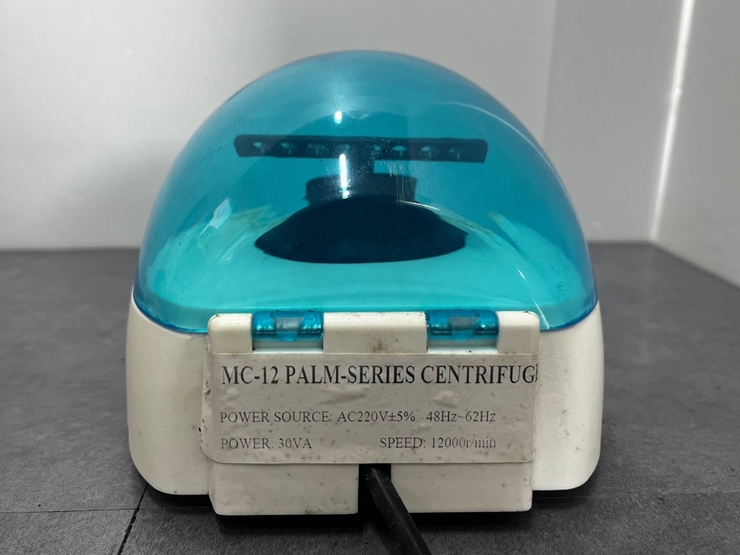 MC-12 PALM-SERIES CENTRIFUG
POWER SOURCE: AC220V±5% 48Hz~62Hz
POWER: 30VA SPEED: 12000r/min